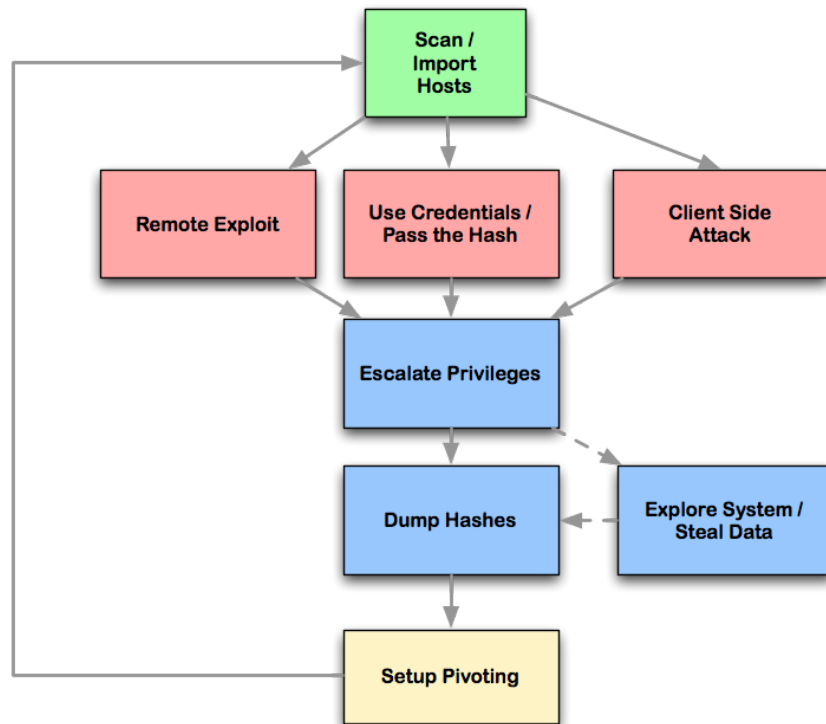 Scan /
Import
Hosts
Remote Exploit
Use Credentials /
Pass the Hash
Client Side
Attack
Escalate Privileges
Dump Hashes
Explore System /
Steal Data
Setup Pivoting